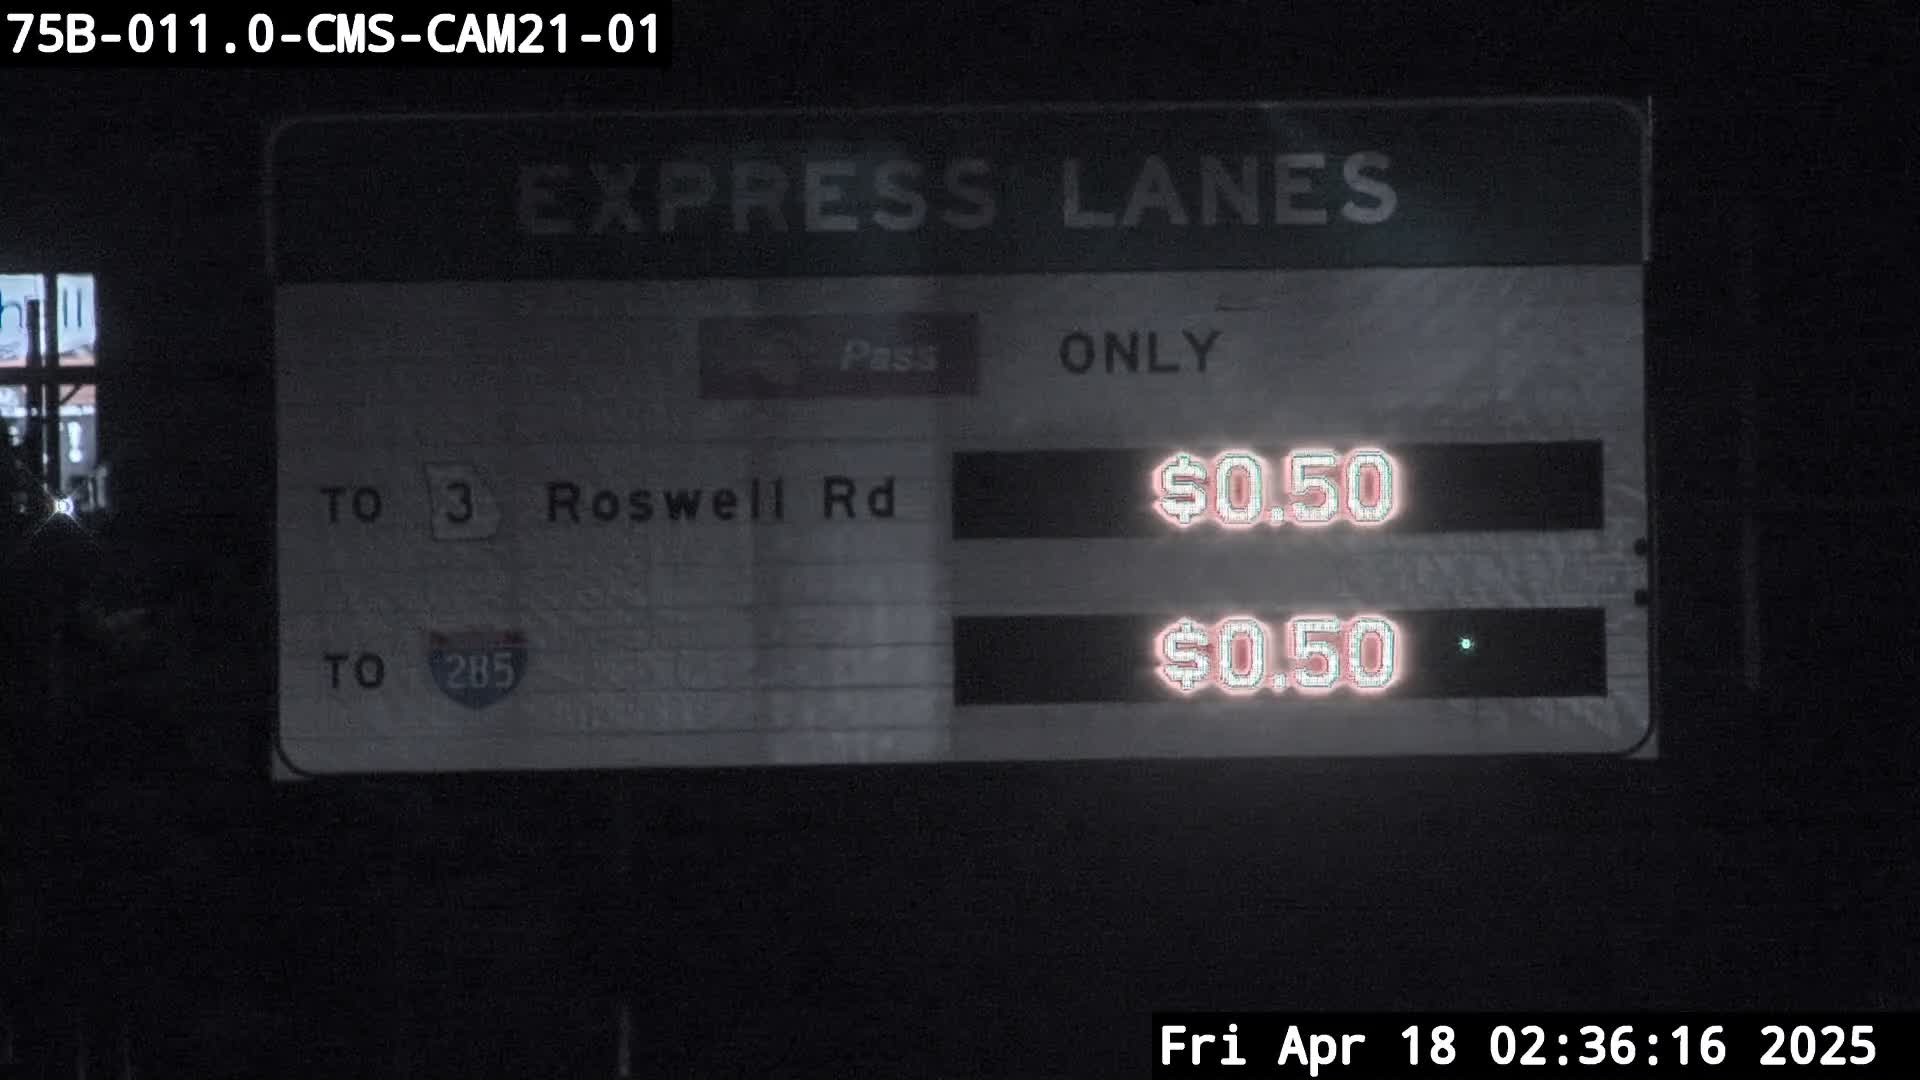 75B-011.0-CMS-CAM21-01
EXPRESS LANES
Pass ONLY
TO 3 Roswell Rd $0.50
TO 285 $0.50
Fri Apr 18 02:36:16 2025